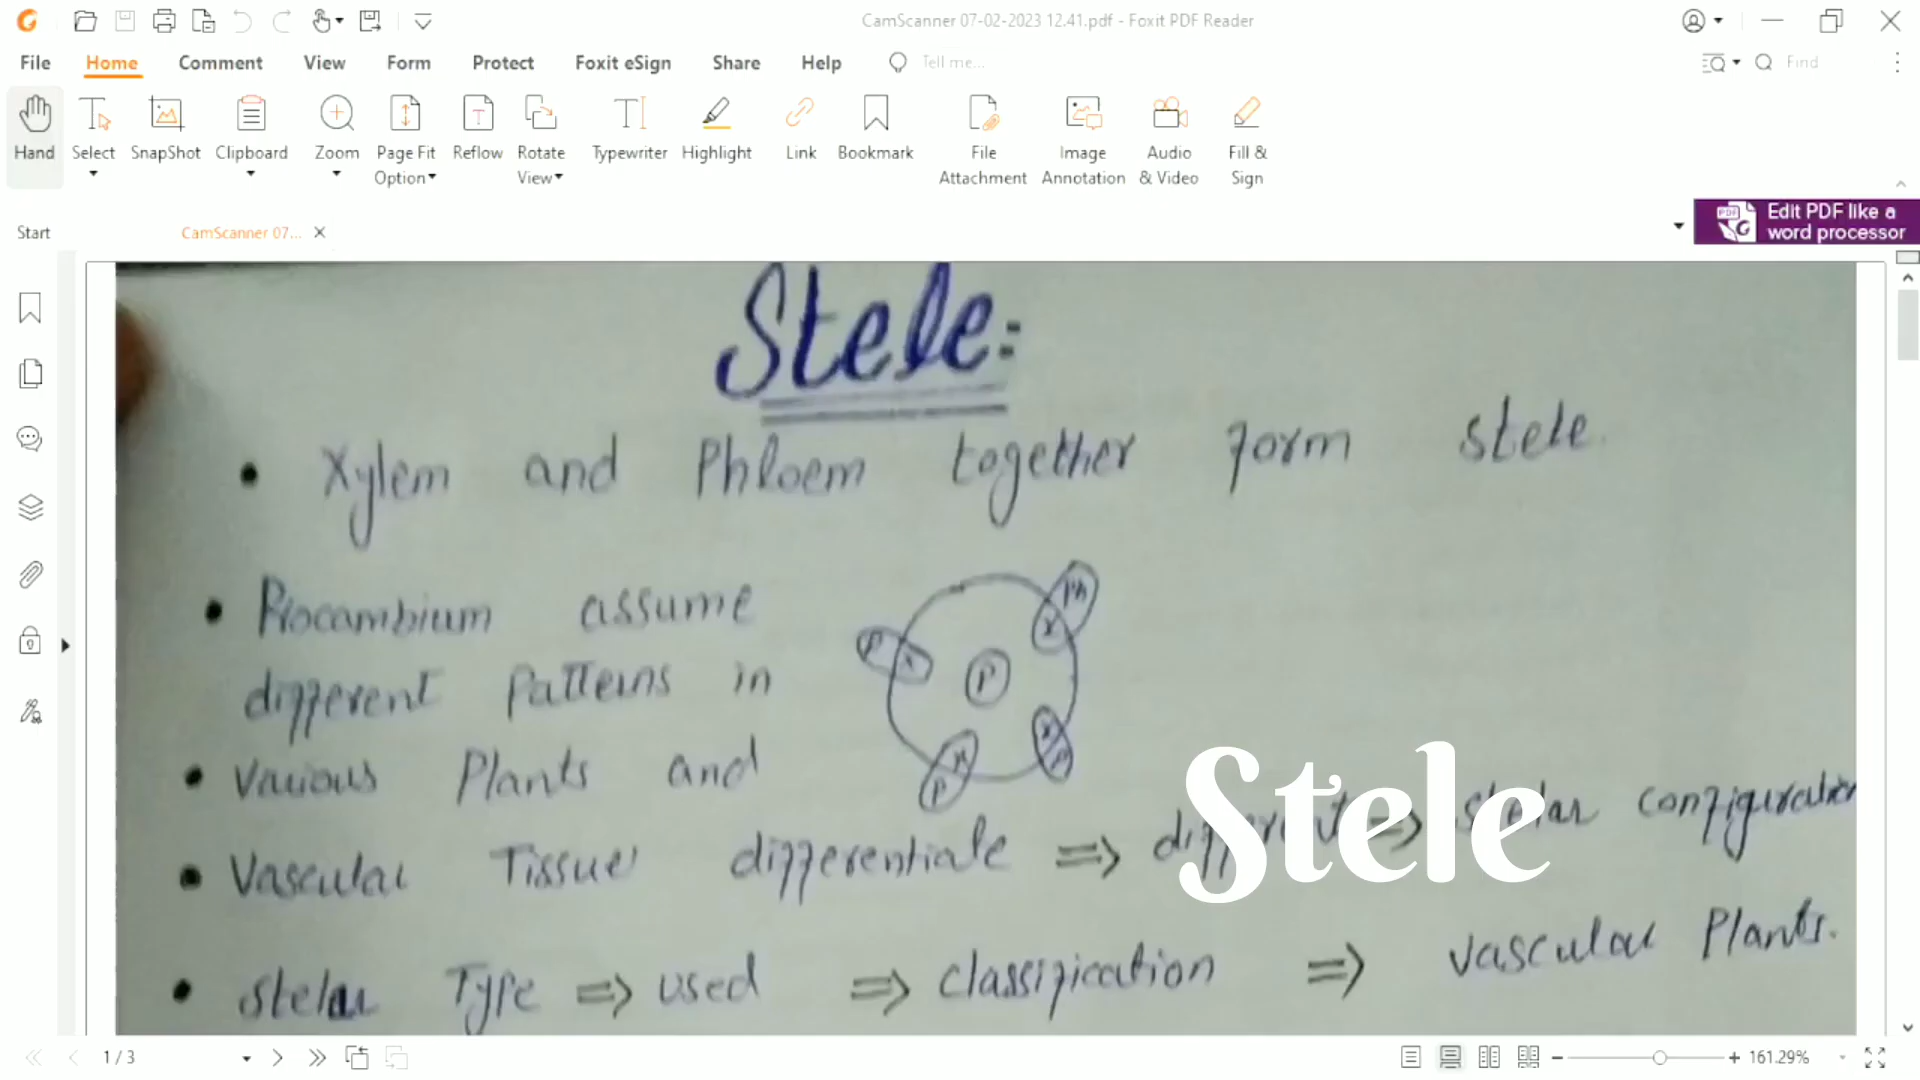 CamScanner 07-02-2023 12.41.pdf - Foxit PDF Reader
File Home Comment View Form Protect Foxit eSign Share Help Tell me... Find
Hand Select SnapShot Clipboard Zoom Page Fit Option Reflow Rotate View Typewriter Highlight Link Bookmark File Attachment Image Annotation Audio & Video Fill & Sign
Start CamScanner 07... Edit PDF like a
word processor
Stele:
• Xylem and Phloem together form stele.
• Procambium assume
different Patterns in
• Various Plants and
Ph
X
P X
P
X P
X P
Stele
• Vascular Tissue differentiate => different => Stelar configuration
• Stelar Type => used => classification => vascular Plants.
1 / 3 161.29%